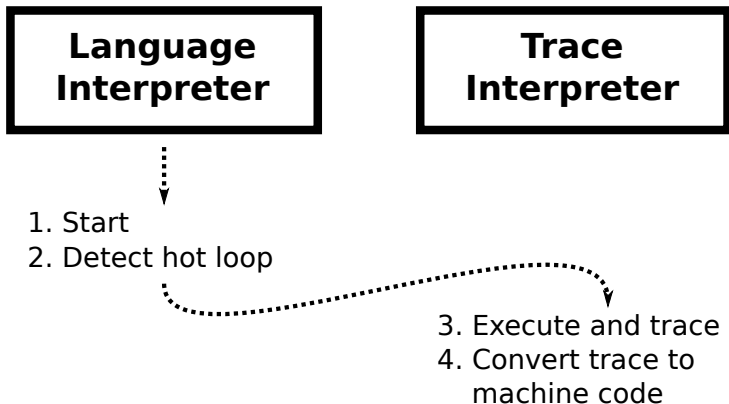 Language
Interpreter
Trace
Interpreter
1. Start
2. Detect hot loop
3. Execute and trace
4. Convert trace to
machine code